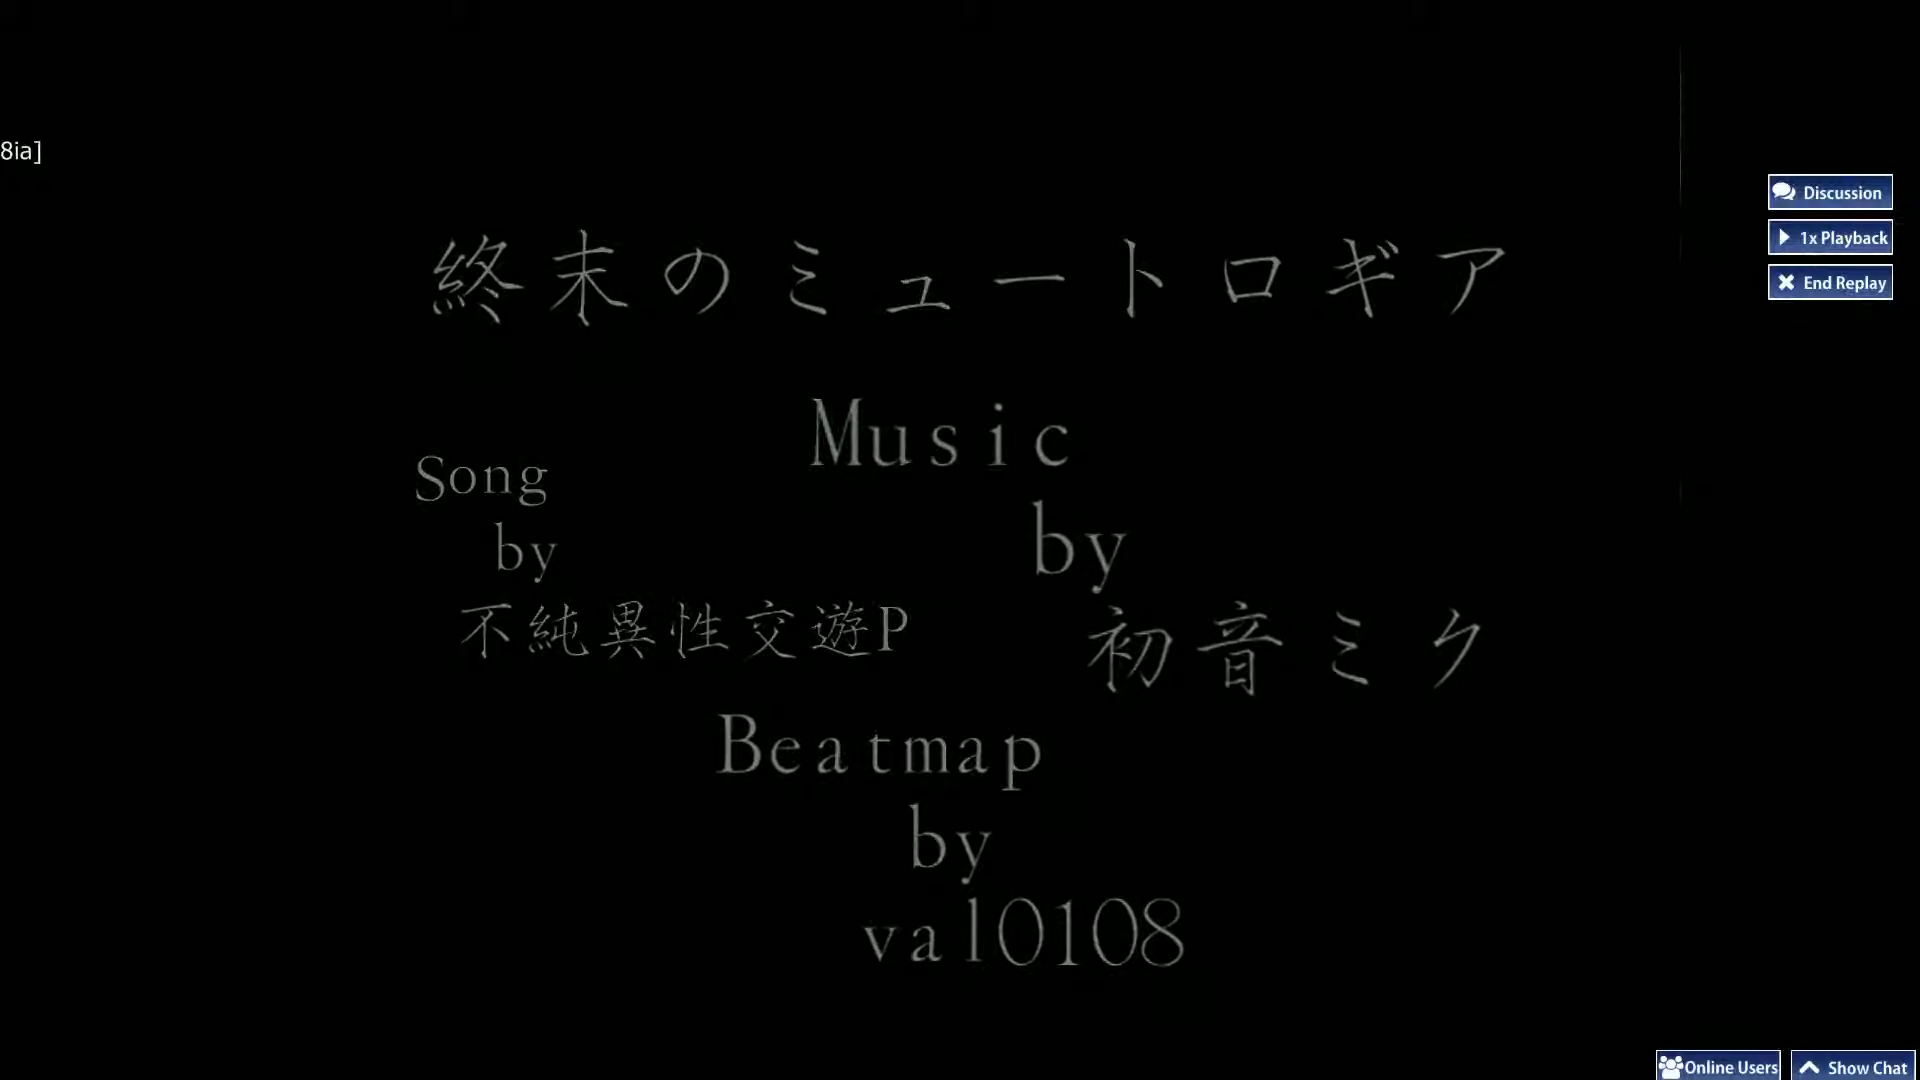 8ia]
Discussion
1x Playback
End Replay
終末のミュートロギア
Music
by
初音ミク
Song
by
不純異性交遊P
Beatmap
by
val0108
Online Users
Show Chat